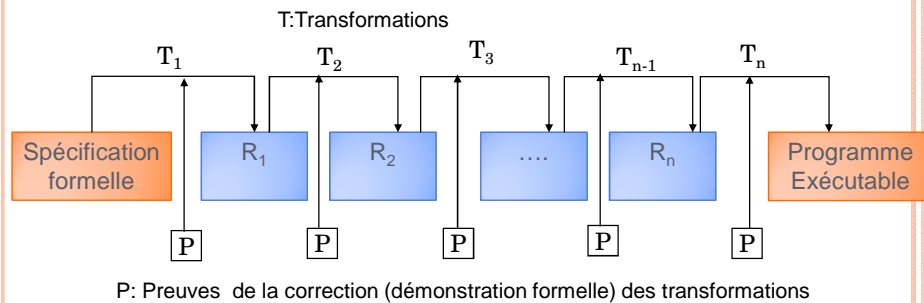 T:Transformations
T₁ T₂ T₃ Tₙ₋₁ Tₙ
Spécification
formelle
R₁
R₂
....
Rₙ
Programme
Exécutable
P P P P P
P: Preuves de la correction (démonstration formelle) des transformations